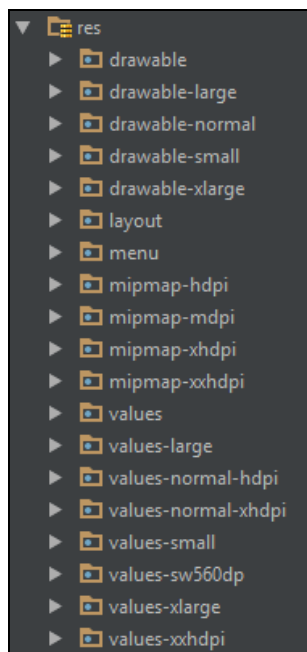 res
drawable
drawable-large
drawable-normal
drawable-small
drawable-xlarge
layout
menu
mipmap-hdpi
mipmap-mdpi
mipmap-xhdpi
mipmap-xxhdpi
values
values-large
values-normal-hdpi
values-normal-xhdpi
values-small
values-sw560dp
values-xlarge
values-xxhdpi